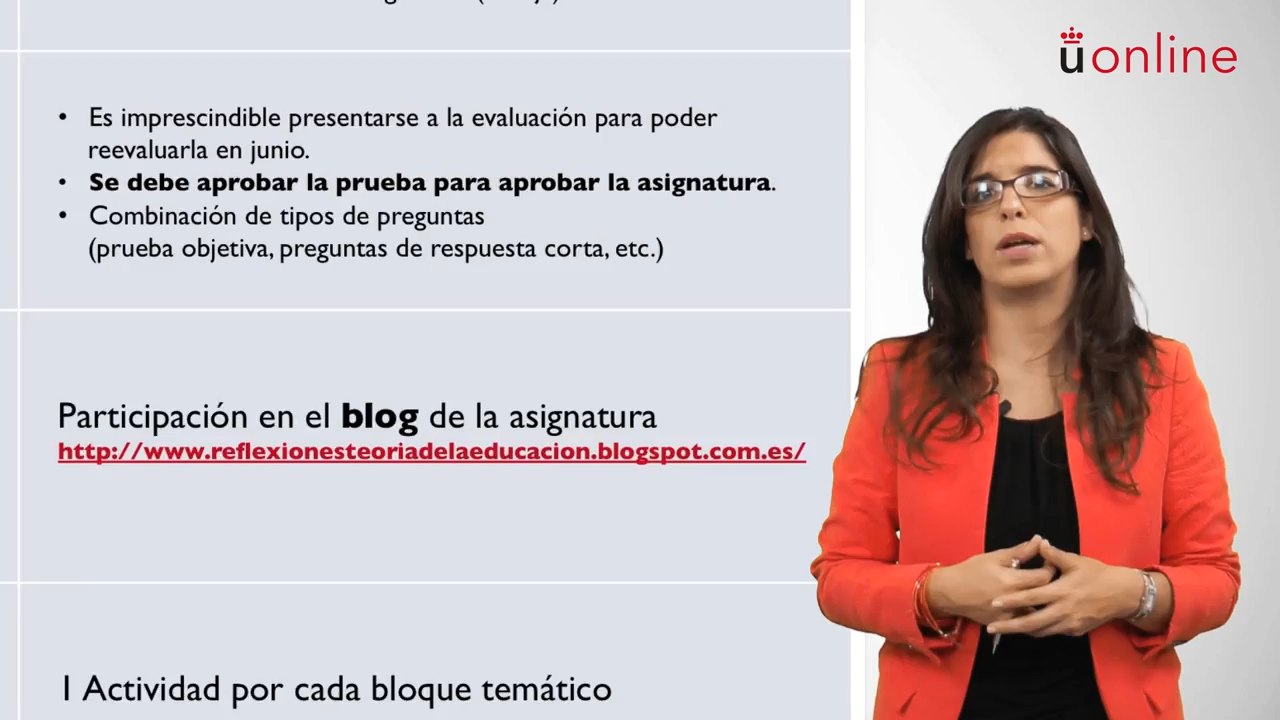 uonline
• Es imprescindible presentarse a la evaluación para poder
reevaluarla en junio.
• Se debe aprobar la prueba para aprobar la asignatura.
• Combinación de tipos de preguntas
(prueba objetiva, preguntas de respuesta corta, etc.)
Participación en el blog de la asignatura
http://www.reflexionesteoriadelaeducacion.blogspot.com.es/
1 Actividad por cada bloque temático